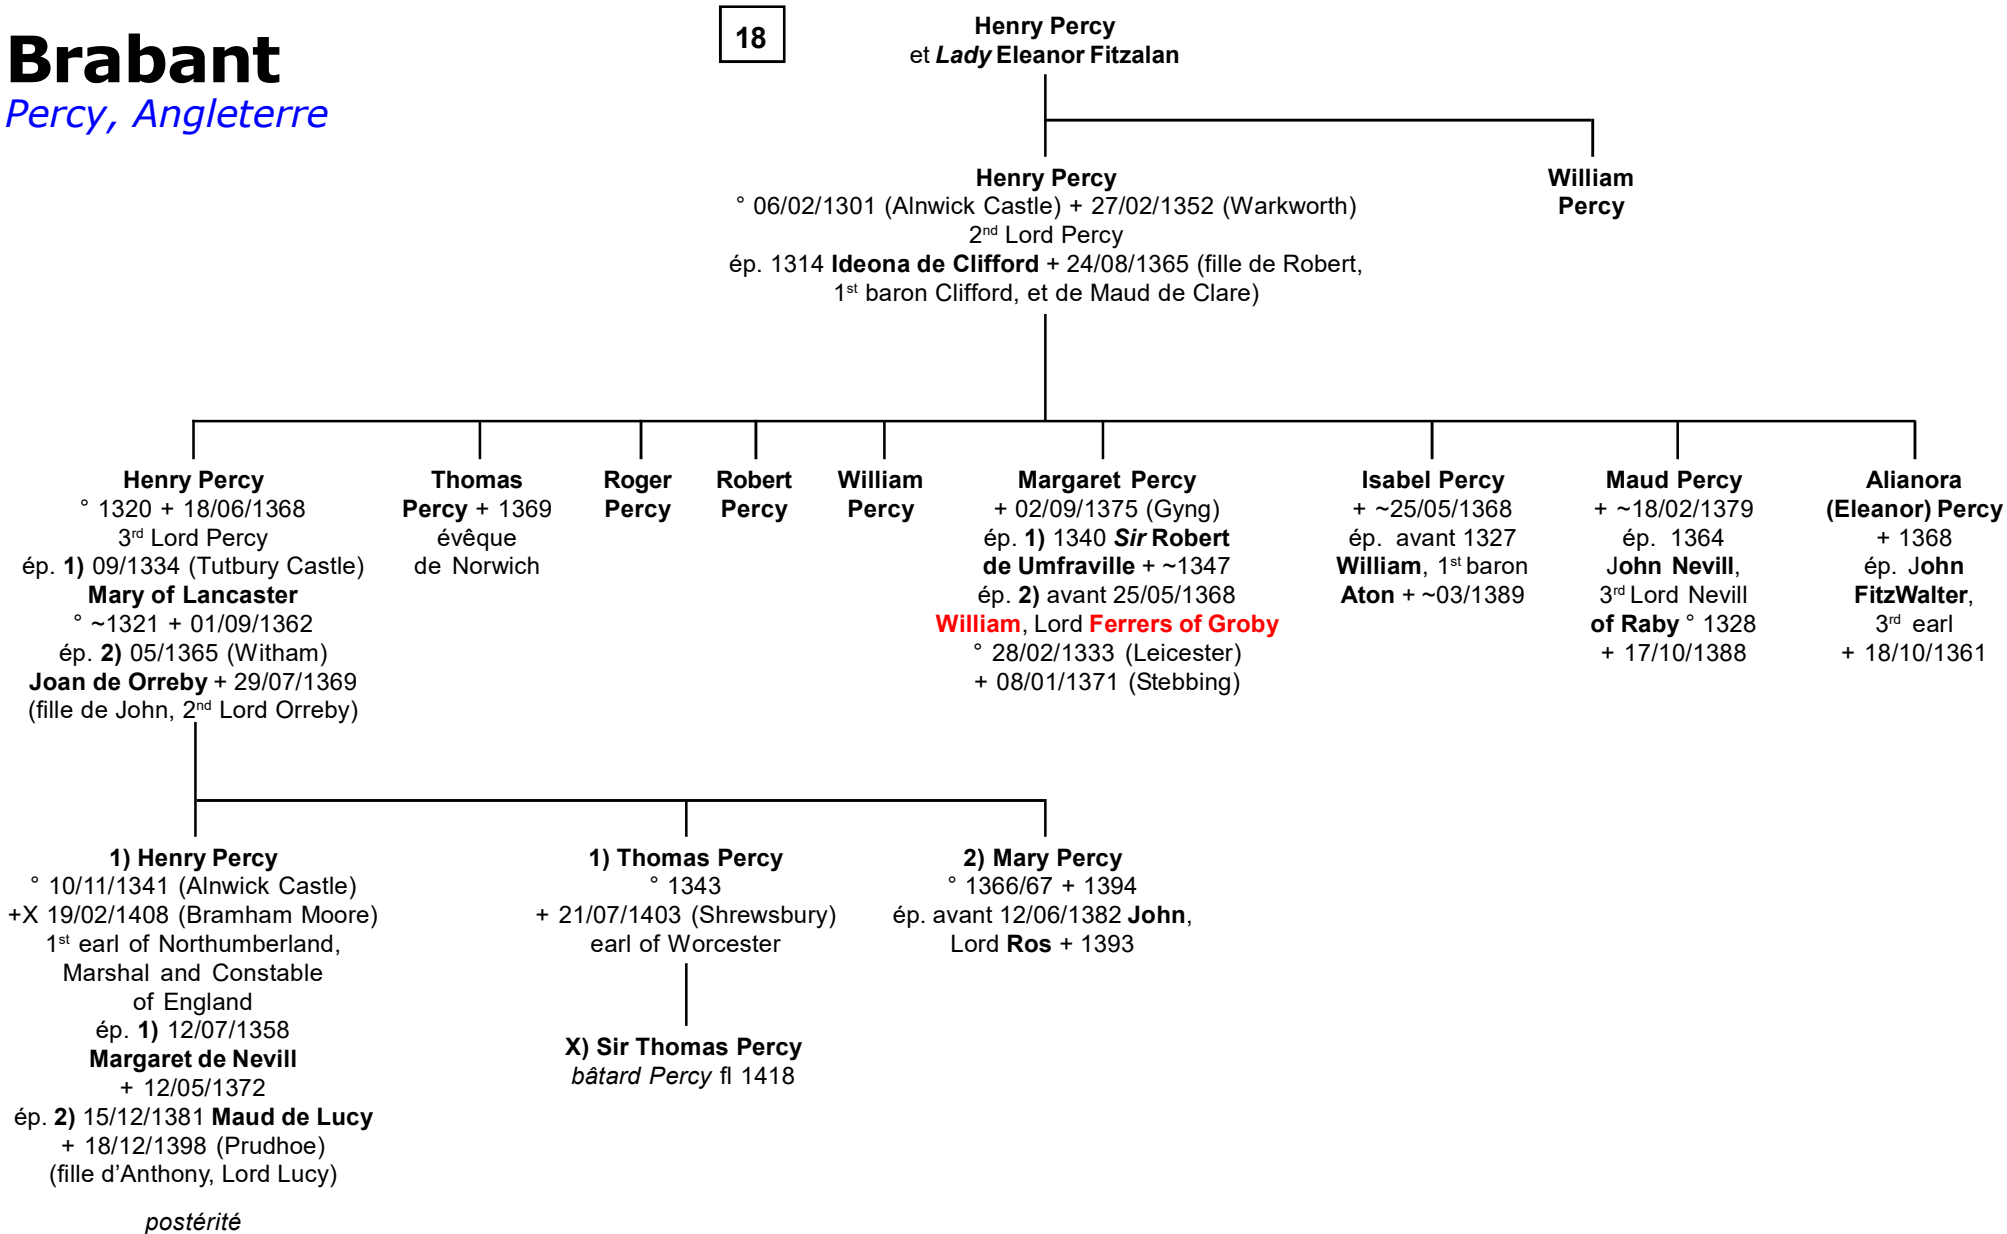 Brabant
Percy, Angleterre
18
Henry Percy
et Lady Eleanor Fitzalan
Henry Percy
° 06/02/1301 (Alnwick Castle) + 27/02/1352 (Warkworth)
2nd Lord Percy
ép. 1314 Ideona de Clifford + 24/08/1365 (fille de Robert,
1st baron Clifford, et de Maud de Clare)
William
Percy
Henry Percy
° 1320 + 18/06/1368
3rd Lord Percy
ép. 1) 09/1334 (Tutbury Castle)
Mary of Lancaster
° ~1321 + 01/09/1362
ép. 2) 05/1365 (Witham)
Joan de Orreby + 29/07/1369
(fille de John, 2nd Lord Orreby)
Thomas
Percy + 1369
évêque
de Norwich
Roger
Percy
Robert
Percy
William
Percy
Margaret Percy
+ 02/09/1375 (Gyng)
ép. 1) 1340 Sir Robert
de Umfraville + ~1347
ép. 2) avant 25/05/1368
William, Lord Ferrers of Groby
° 28/02/1333 (Leicester)
+ 08/01/1371 (Stebbing)
Isabel Percy
+ ~25/05/1368
ép. avant 1327
William, 1st baron
Aton + ~03/1389
Maud Percy
+ ~18/02/1379
ép. 1364
John Nevill,
3rd Lord Nevill
of Raby ° 1328
+ 17/10/1388
Alianora
(Eleanor) Percy
+ 1368
ép. John
FitzWalter,
3rd earl
+ 18/10/1361
1) Henry Percy
° 10/11/1341 (Alnwick Castle)
+X 19/02/1408 (Bramham Moore)
1st earl of Northumberland,
Marshal and Constable
of England
ép. 1) 12/07/1358
Margaret de Nevill
+ 12/05/1372
ép. 2) 15/12/1381 Maud de Lucy
+ 18/12/1398 (Prudhoe)
(fille d'Anthony, Lord Lucy)
postérité
1) Thomas Percy
° 1343
+ 21/07/1403 (Shrewsbury)
earl of Worcester
X) Sir Thomas Percy
bâtard Percy fl 1418
2) Mary Percy
° 1366/67 + 1394
ép. avant 12/06/1382 John,
Lord Ros + 1393